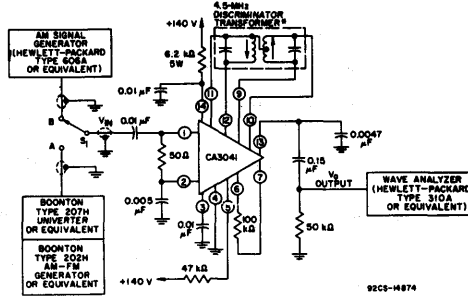 +140 V
4.5-MHz
DISCRIMINATOR
TRANSFORMER*
AM SIGNAL
GENERATOR
(HEWLETT-PACKARD
TYPE 606A
OR EQUIVALENT)
6.2 kΩ
5W
0.01 μF
14
11
12
9
10
13
B
S1
A
VIN
0.01 μF
1
50Ω
2
CA3041
0.005
μF
3
4
5
6
7
0.01
μF
100
kΩ
0.0047
μF
0.15
μF
V0
OUTPUT
50 kΩ
WAVE ANALYZER
(HEWLETT-PACKARD
TYPE 310A
OR EQUIVALENT)
BOONTON
TYPE 207H
UNIVERTER
OR EQUIVALENT
BOONTON
TYPE 202H
AM-FM
GENERATOR
OR EQUIVALENT
+140 V
47 kΩ
92CS-14874